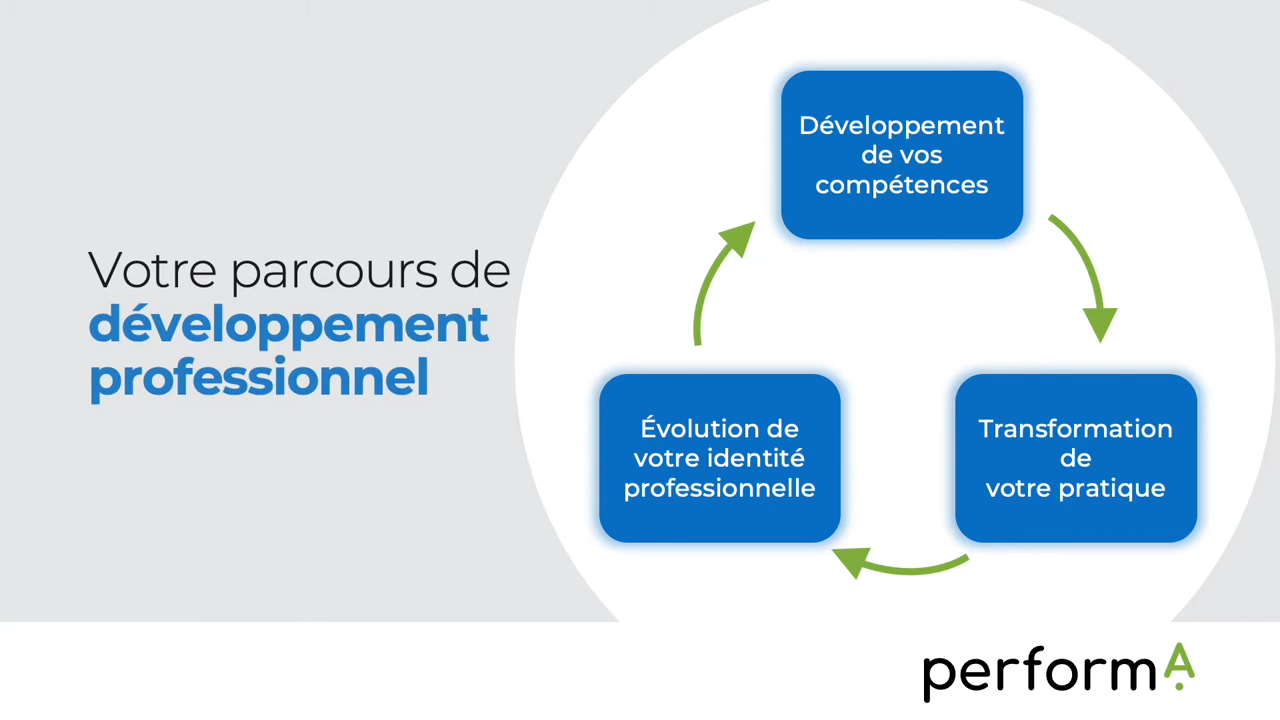 Votre parcours de
développement
professionnel
Développement
de vos
compétences
Évolution de
votre identité
professionnelle
Transformation
de
votre pratique
performA